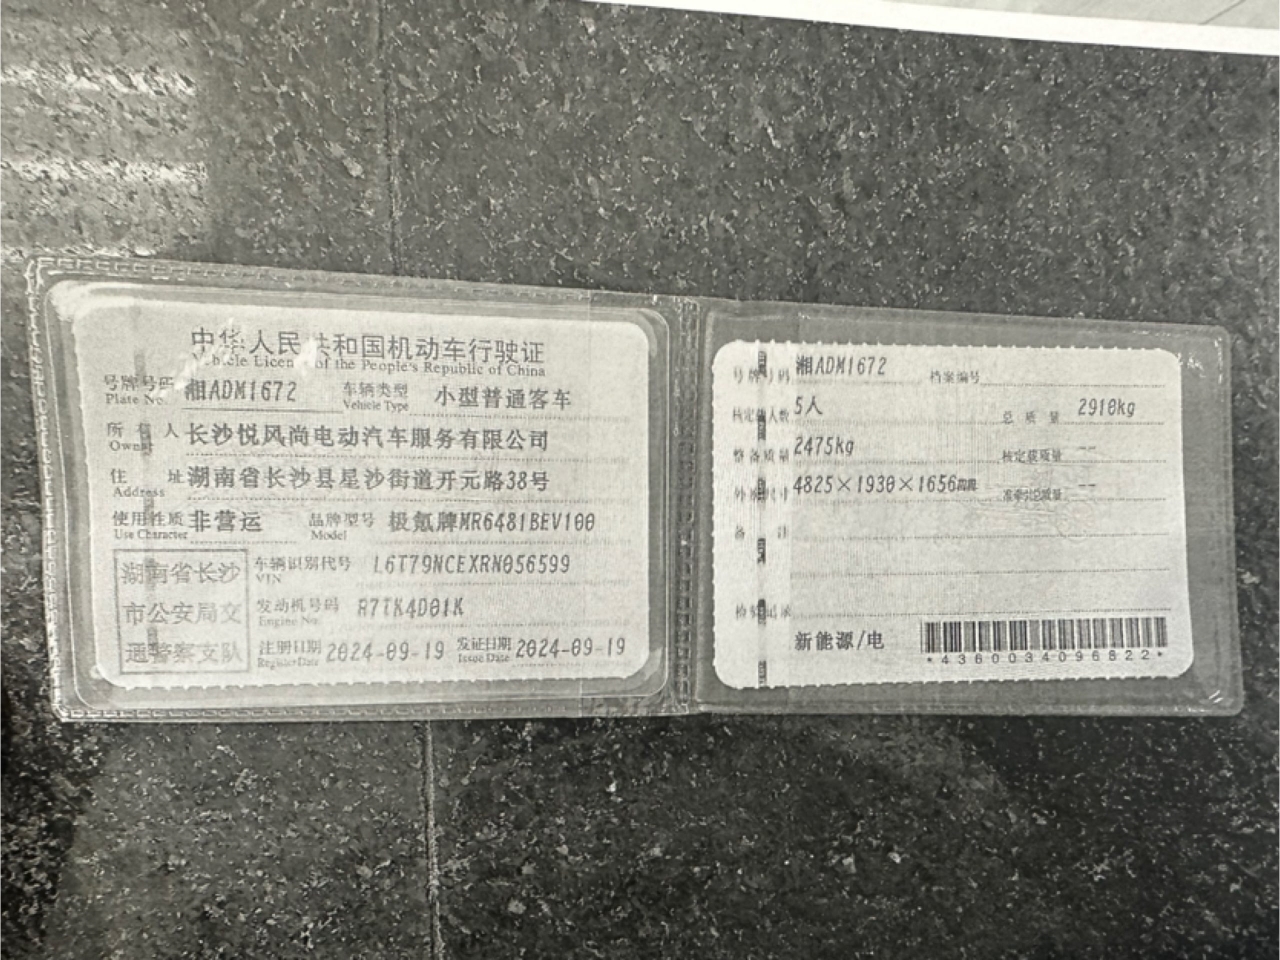 中华人民共和国机动车行驶证
Vehicle License of the People's Republic of China
号牌号码 湘ADM1672 车辆类型 小型普通客车
Plate No. Vehicle Type
所有人 长沙悦风尚电动汽车服务有限公司
Owner
住址 湖南省长沙县星沙街道开元路38号
Address
使用性质 非营运 品牌型号 极氪牌MR6481BEV100
Use Character Model
湖南省长沙
市公安局交
通警察支队
车辆识别代号 L6T79NCEXRN056599
VIN
发动机号码 R7TK4D01K
Engine No.
注册日期 2024-09-19 发证日期 2024-09-19
Register Date Issue Date
号牌号码 湘ADM1672 档案编号
核定载人数 5人 总质量 2910kg
整备质量 2475kg 核定载质量 --
外廓尺寸 4825×1930×1656mm 准牵引总质量 --
备注
检验记录
新能源/电
*4360034096822*